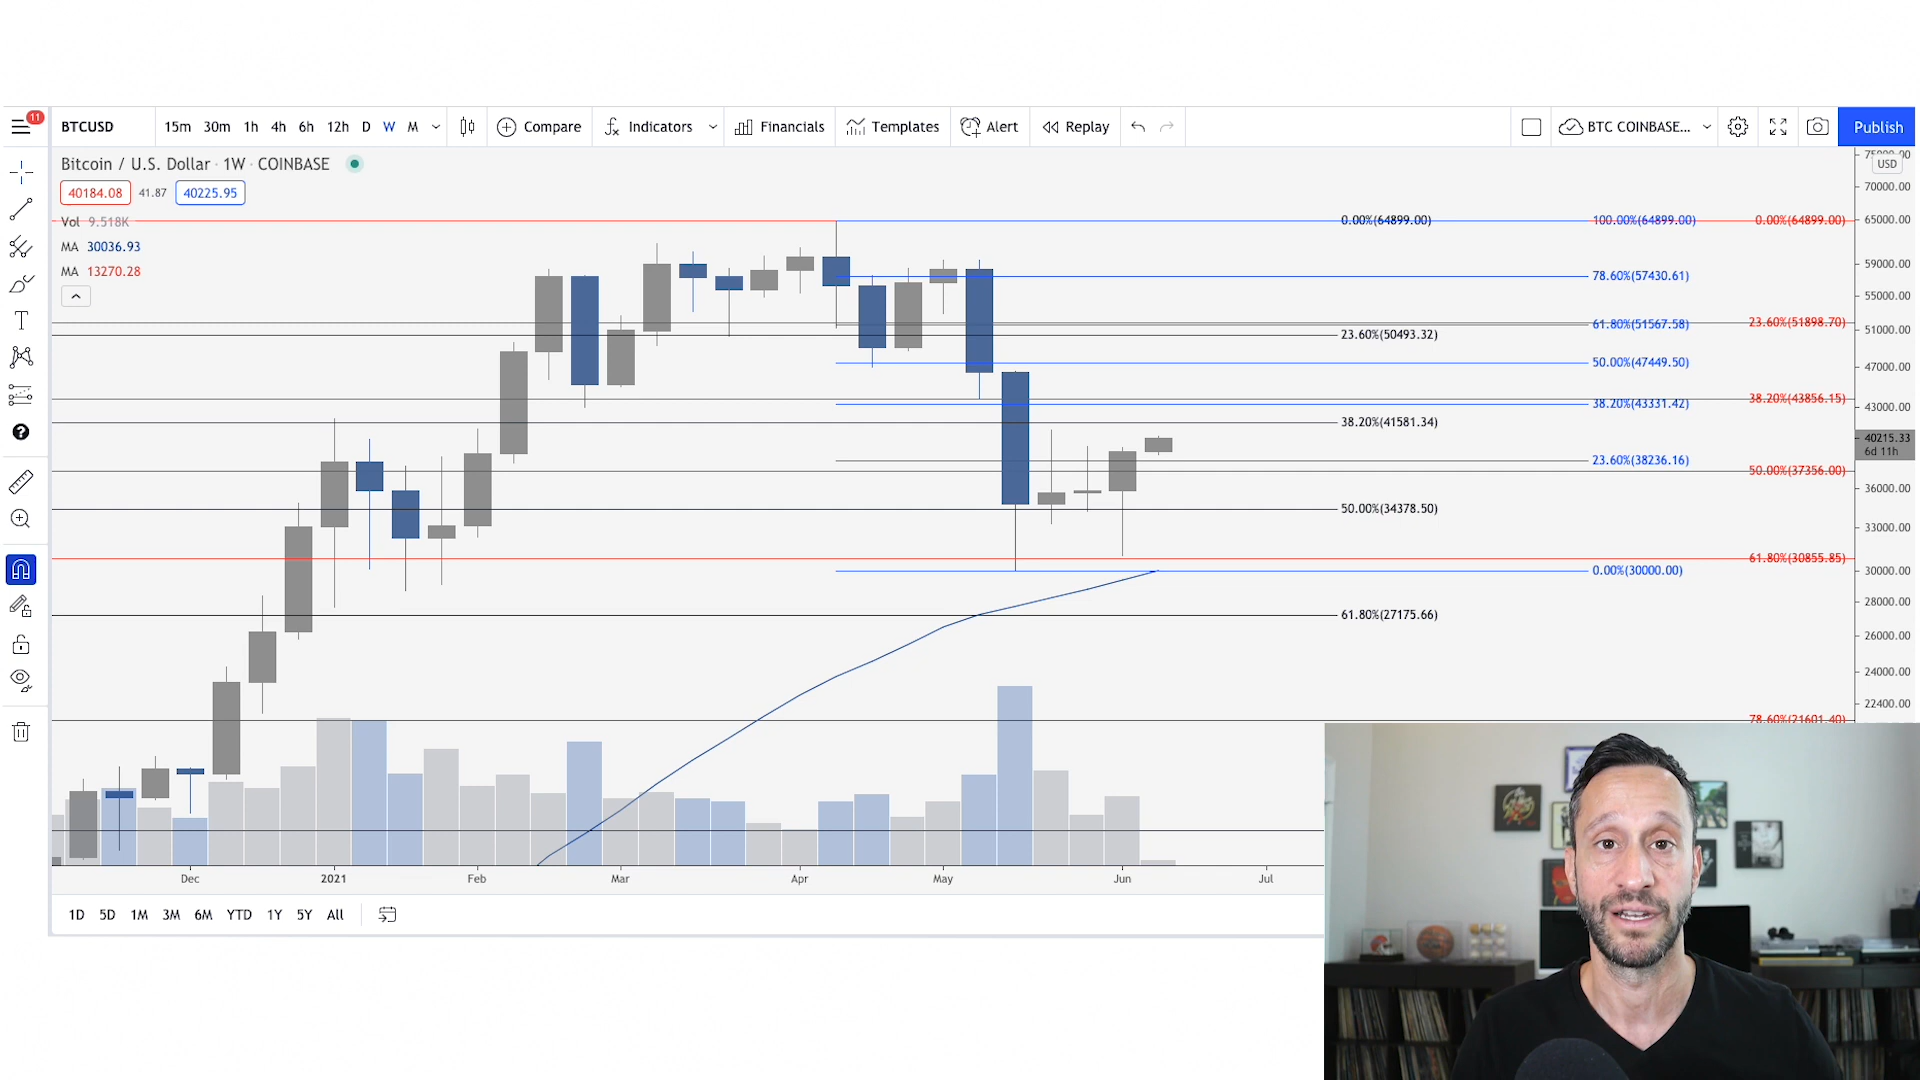 11
BTCUSD 15m 30m 1h 4h 6h 12h D W M Compare Indicators Financials Templates Alert Replay BTC COINBASE... Publish
Bitcoin / U.S. Dollar · 1W · COINBASE
USD
40184.08 41.87 40225.95
70000.00
Vol 9.518K
0.00%(64899.00) 100.00%(64899.00) 0.00%(64899.00) 65000.00
MA 30036.93
59000.00
MA 13270.28
78.60%(57430.61)
55000.00
61.80%(51567.58) 23.60%(51898.70)
51000.00
23.60%(50493.32)
50.00%(47449.50) 47000.00
38.20%(43331.42) 38.20%(43856.15)
43000.00
38.20%(41581.34)
40215.33
6d 11h
23.60%(38236.16)
50.00%(37356.00)
36000.00
50.00%(34378.50)
33000.00
61.80%(30855.85)
0.00%(30000.00) 30000.00
28000.00
61.80%(27175.66)
26000.00
24000.00
22400.00
78.60%(21601.40)
Dec 2021 Feb Mar Apr May Jun Jul
1D 5D 1M 3M 6M YTD 1Y 5Y All